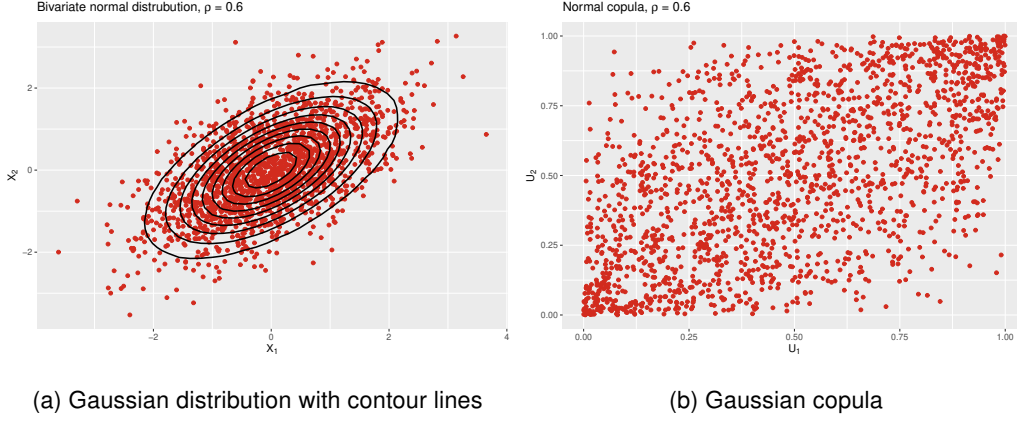 Bivariate normal distrubution, ρ = 0.6
2
0
−2
X2
−2
0
2
4
X1
(a) Gaussian distribution with contour lines
Normal copula, ρ = 0.6
1.00
0.75
0.50
0.25
0.00
U2
0.00
0.25
0.50
0.75
1.00
U1
(b) Gaussian copula